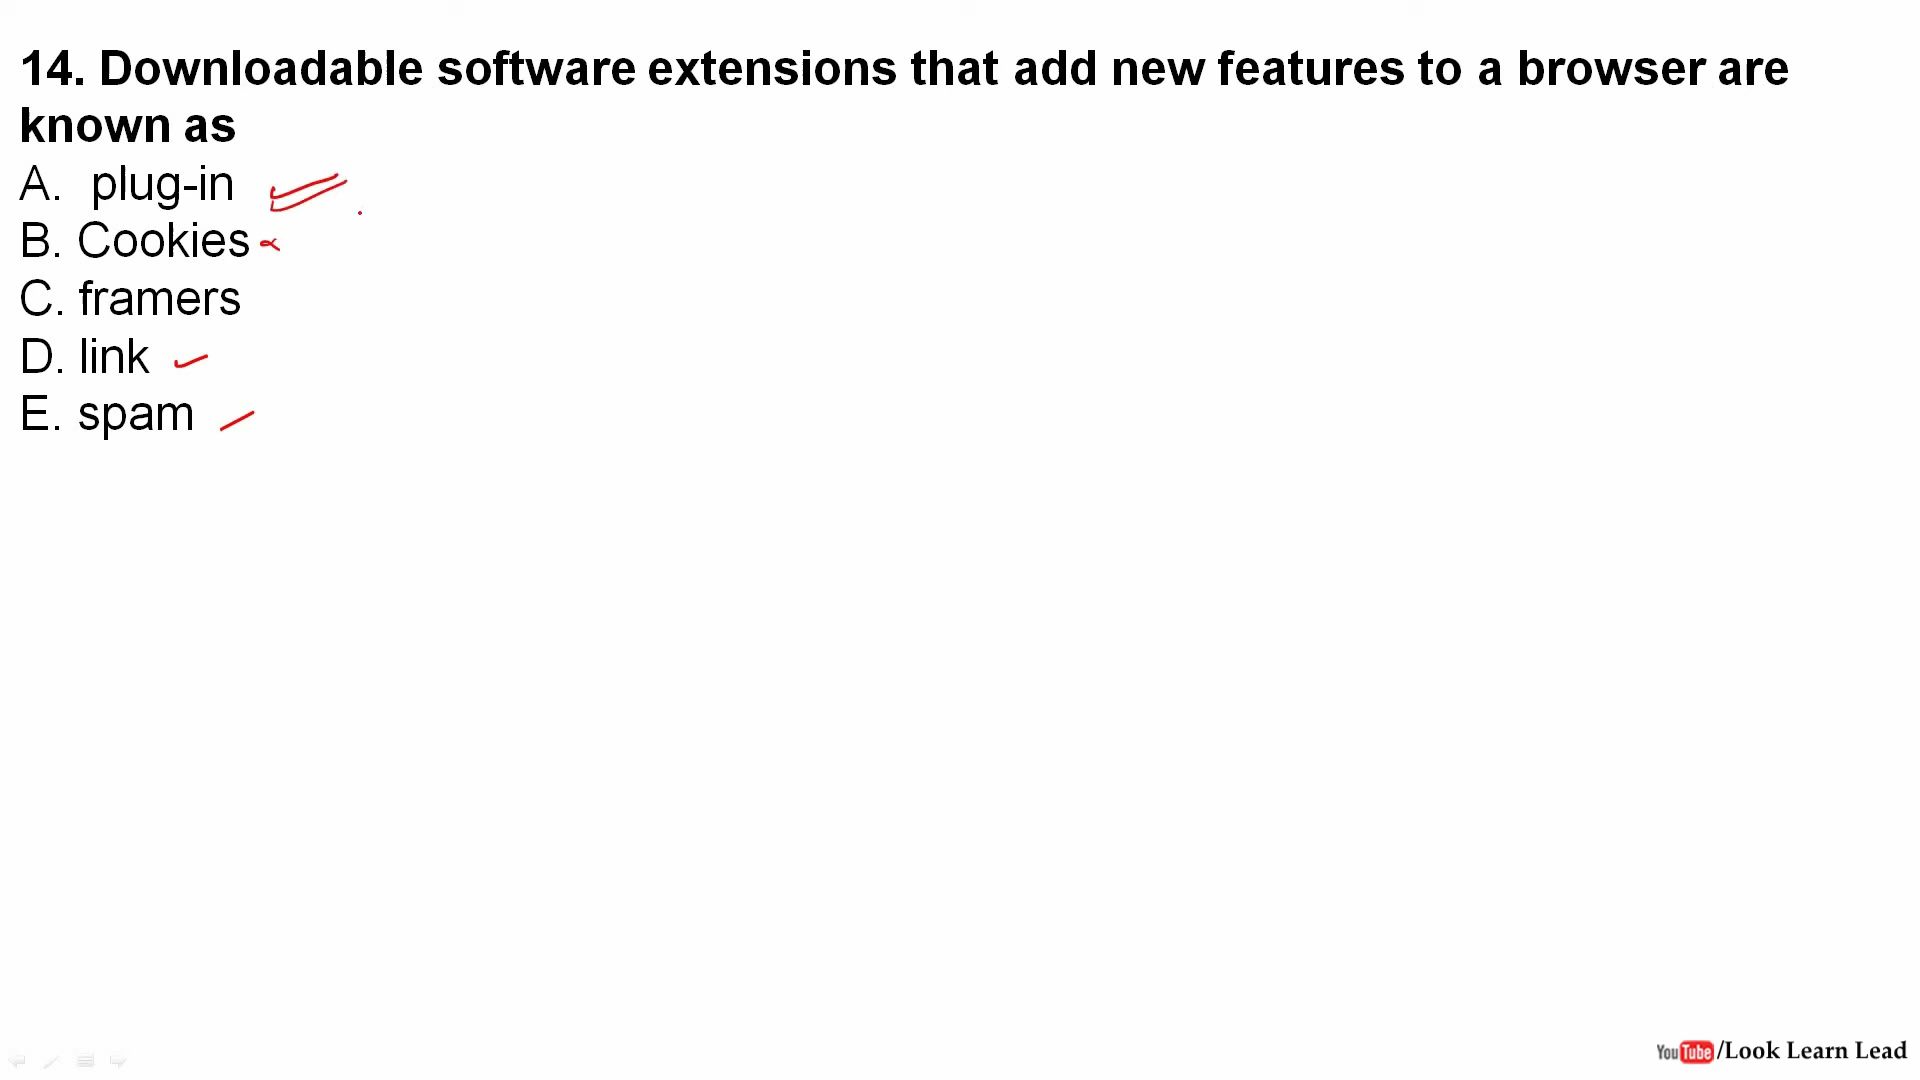 14. Downloadable software extensions that add new features to a browser are
known as
A. plug-in
B. Cookies
C. framers
D. link
E. spam
YouTube/Look Learn Lead